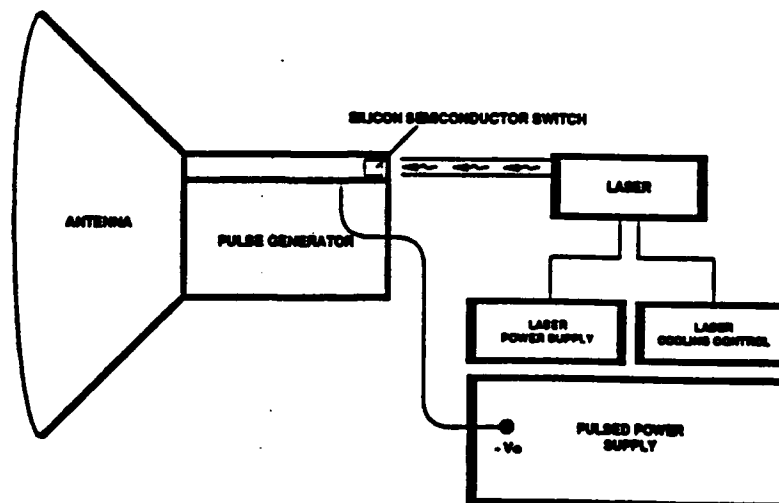 SILICON SEMICONDUCTOR SWITCH
LASER
ANTENNA
PULSE GENERATOR
LASER
POWER SUPPLY
LASER
COOLING CONTROL
PULSED POWER
SUPPLY
- Vo